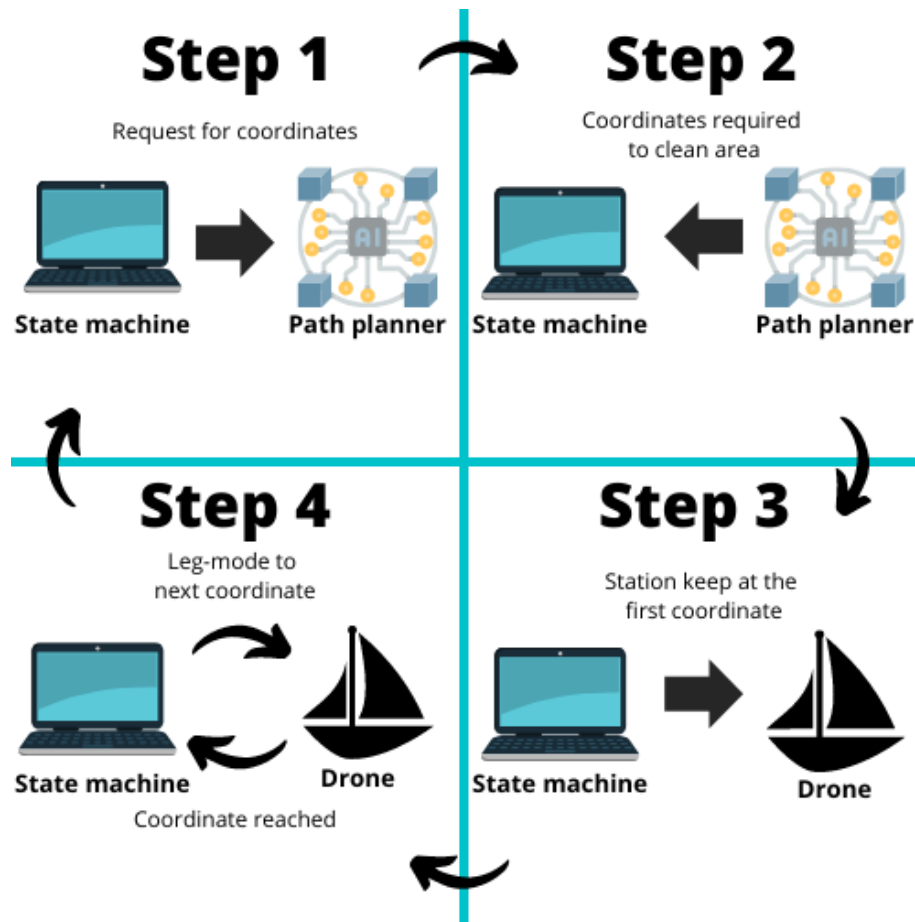 Step 1
Request for coordinates
AI
State machine
Path planner
Step 2
Coordinates required
to clean area
AI
State machine
Path planner
Step 3
Station keep at the
first coordinate
State machine
Drone
Step 4
Leg-mode to
next coordinate
State machine
Drone
Coordinate reached